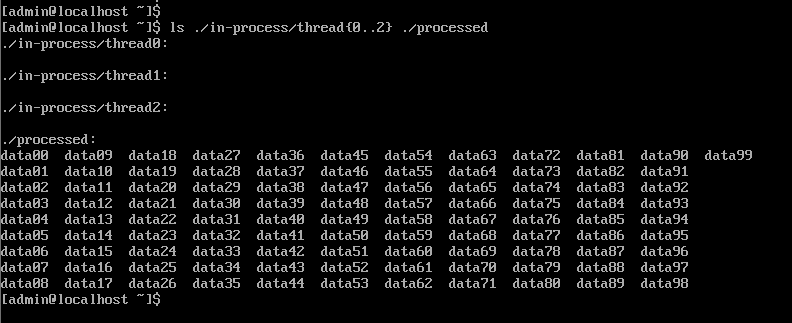 [admin@localhost ~]$
[admin@localhost ~]$ ls ./in-process/thread{0..2} ./processed
./in-process/thread0:
./in-process/thread1:
./in-process/thread2:
./processed:
data00  data09  data18  data27  data36  data45  data54  data63  data72  data81  data90  data99
data01  data10  data19  data28  data37  data46  data55  data64  data73  data82  data91
data02  data11  data20  data29  data38  data47  data56  data65  data74  data83  data92
data03  data12  data21  data30  data39  data48  data57  data66  data75  data84  data93
data04  data13  data22  data31  data40  data49  data58  data67  data76  data85  data94
data05  data14  data23  data32  data41  data50  data59  data68  data77  data86  data95
data06  data15  data24  data33  data42  data51  data60  data69  data78  data87  data96
data07  data16  data25  data34  data43  data52  data61  data70  data79  data88  data97
data08  data17  data26  data35  data44  data53  data62  data71  data80  data89  data98
[admin@localhost ~]$